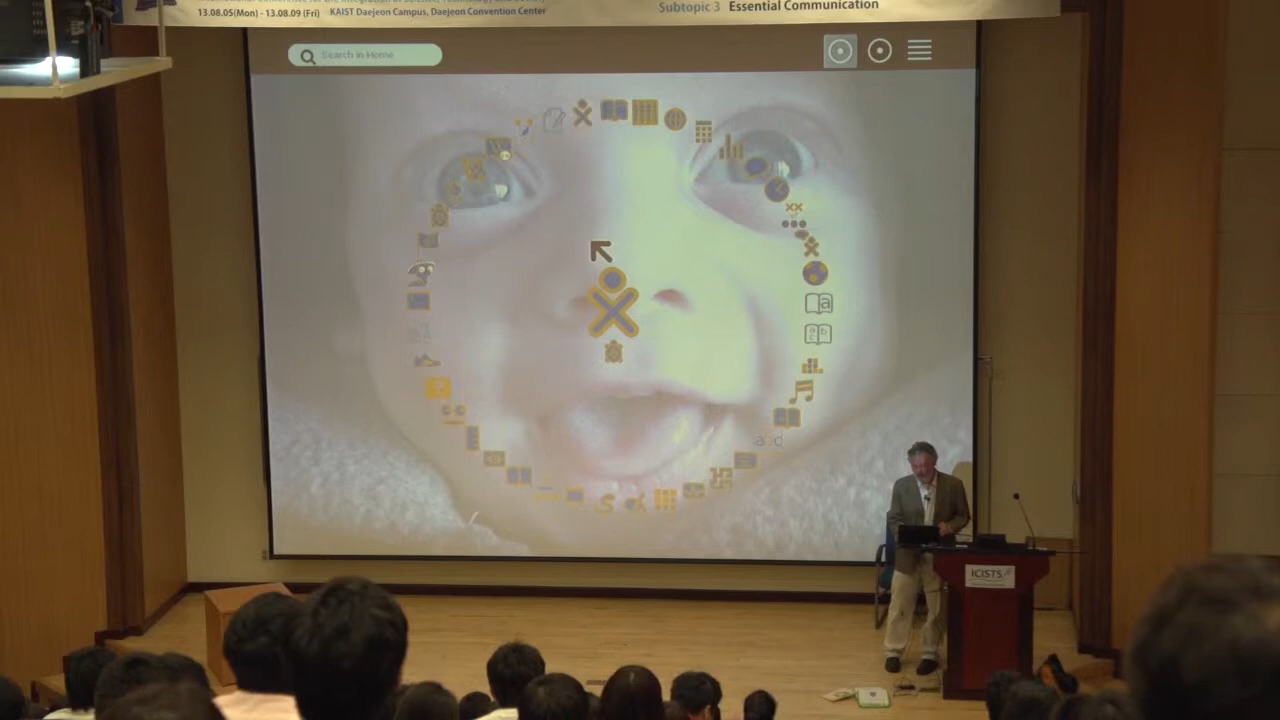 13.08.05(Mon) - 13.08.09 (Fri) KAIST Daejeon Campus, Daejeon Convention Center
Subtopic 3 Essential Communication
Search in Home
a
abd
ICISTS